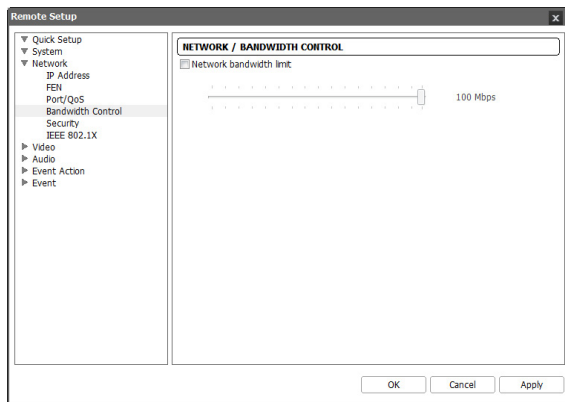 Remote Setup
x
Quick Setup
System
Network
IP Address
FEN
Port/QoS
Bandwidth Control
Security
IEEE 802.1X
Video
Audio
Event Action
Event
NETWORK / BANDWIDTH CONTROL
Network bandwidth limit
100 Mbps
OK
Cancel
Apply